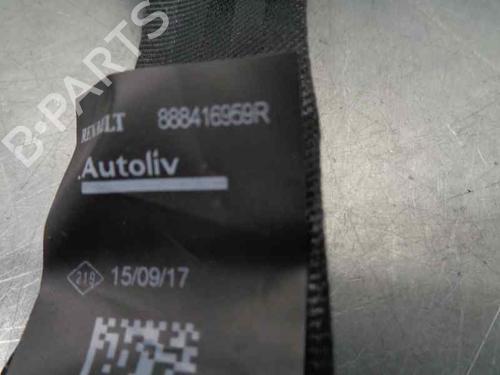 RENAULT 888416959R
Autoliv
219 15/09/17
B-PARTS